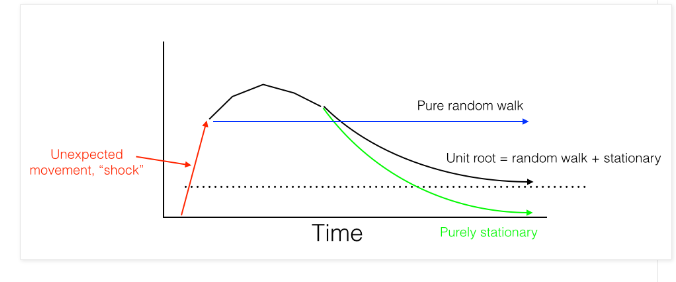 Pure random walk
Unexpected
movement, “shock”
Unit root = random walk + stationary
Time
Purely stationary